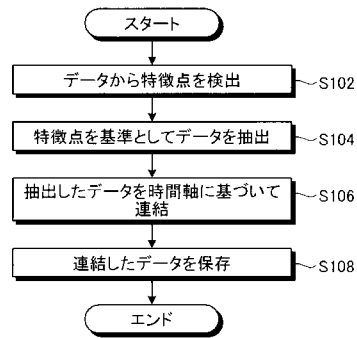 スタート
データから特徴点を検出
S102
特徴点を基準としてデータを抽出
S104
抽出したデータを時間軸に基づいて
連結
S106
連結したデータを保存
S108
エンド